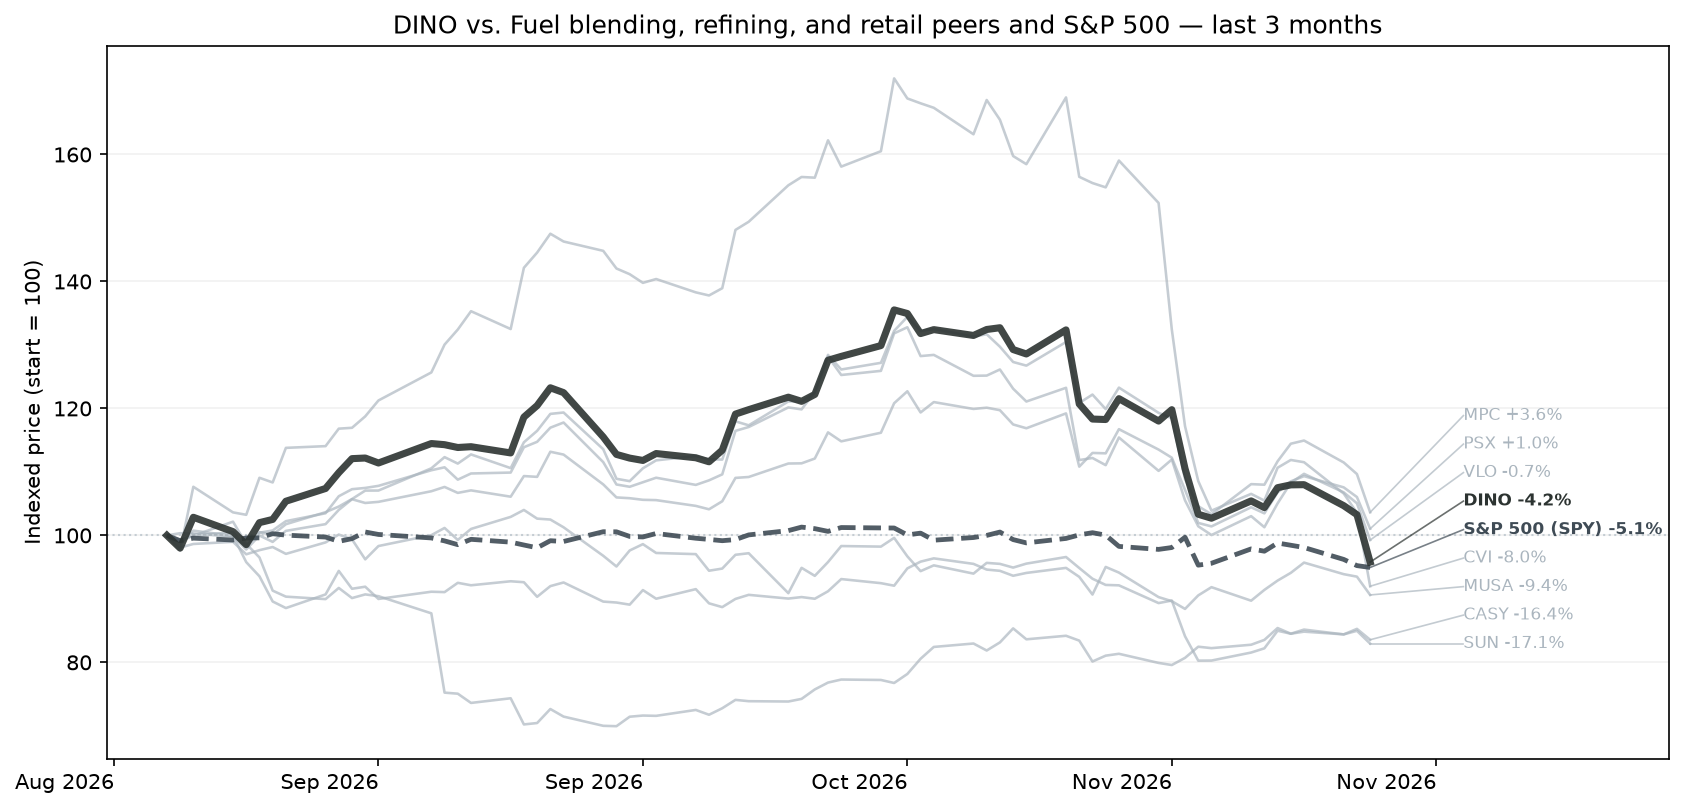 DINO vs. Fuel blending, refining, and retail peers and S&P 500 — last 3 months
Indexed price (start = 100)
160
140
120
100
80
MPC +3.6%
PSX +1.0%
VLO -0.7%
DINO -4.2%
S&P 500 (SPY) -5.1%
CVI -8.0%
MUSA -9.4%
CASY -16.4%
SUN -17.1%
Aug 2026
Sep 2026
Sep 2026
Oct 2026
Nov 2026
Nov 2026